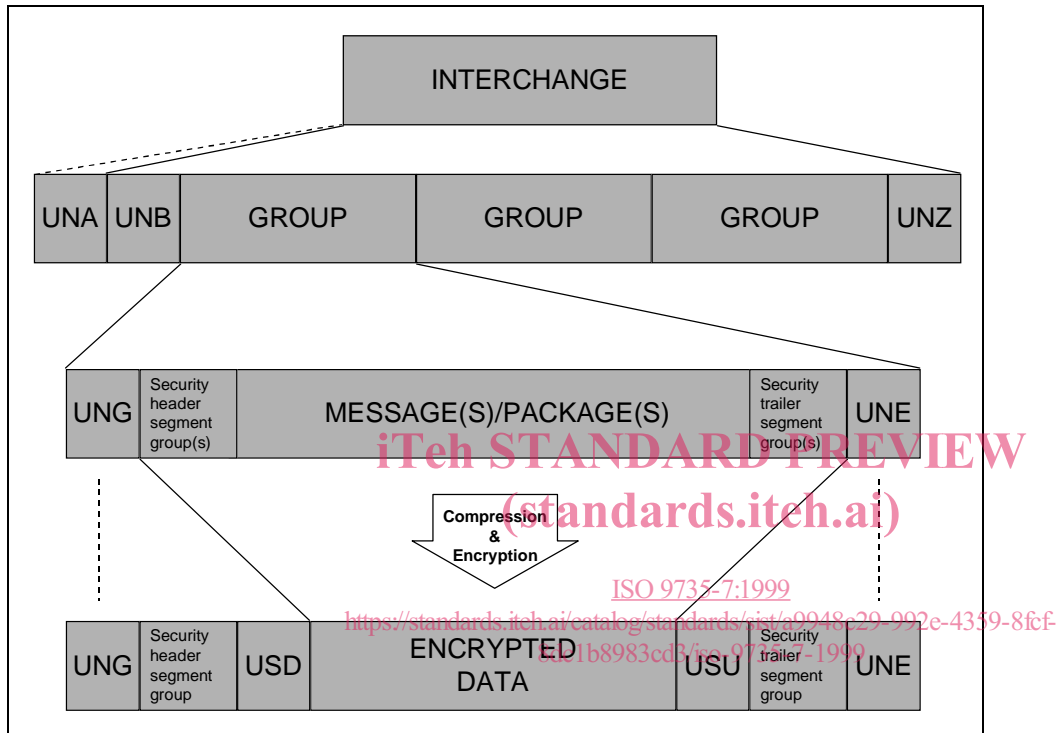 INTERCHANGE
UNA UNB GROUP GROUP GROUP UNZ
UNG
Security
header
segment
group(s)
MESSAGE(S)/PACKAGE(S)
Security
trailer
segment
group(s)
UNE
iTeh STANDARD PREVIEW
(standards.iteh.ai)
Compression
&
Encryption
ISO 9735-7:1999
https://standards.iteh.ai/catalog/standards/sist/a9948c29-992e-4359-8fcf-
8de1b8983cd3/iso-9735-7-1999
UNG
Security
header
segment
group
USD
ENCRYPTED
DATA
USU
Security
trailer
segment
group
UNE